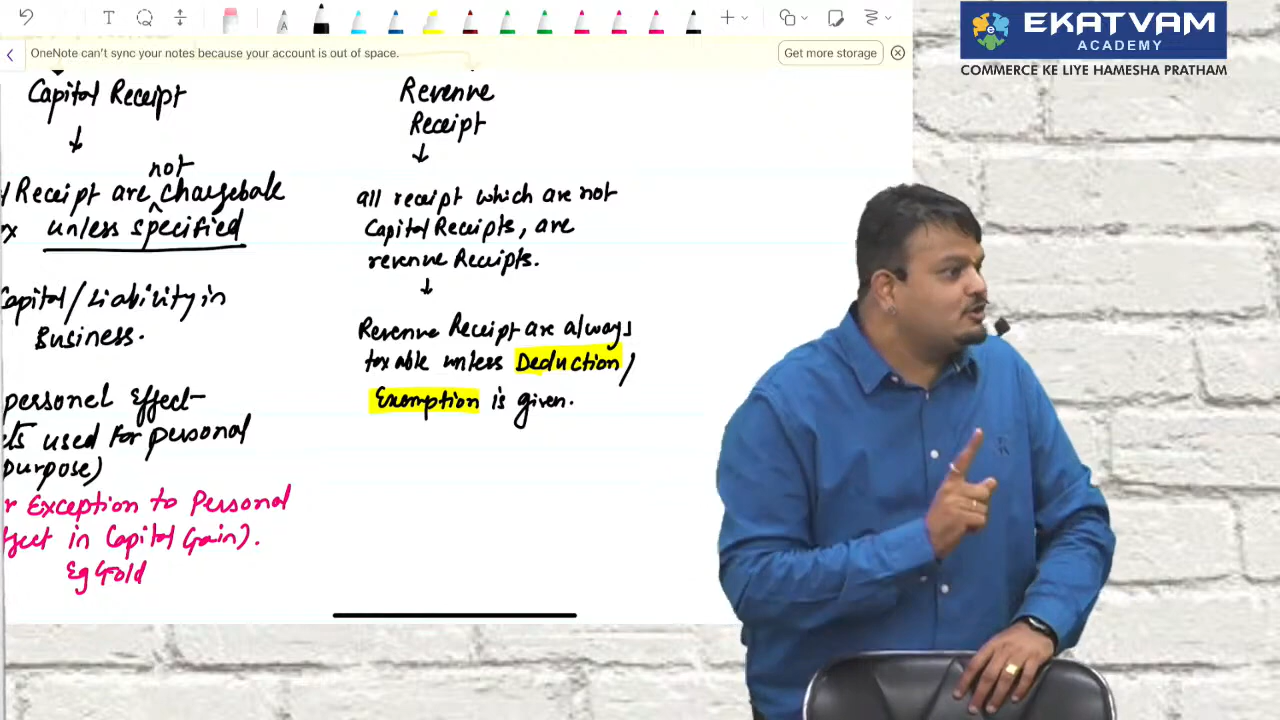 OneNote can't sync your notes because your account is out of space.
Get more storage
EKATVAM
ACADEMY
COMMERCE KE LIYE HAMESHA PRATHAM
Capital Receipt
not
Receipt are chargebale
unless specified
Capital/Liability in
Business.
personel Effect-
used for personal
purpose)
Exception to Personal
in Capital Gain).
Eg Gold
Revenue
Receipt
all receipt which are not
Capital Receipts, are
revenue Receipts.
Revenue Receipt are always
taxable unless Deduction/
Exemption is given.